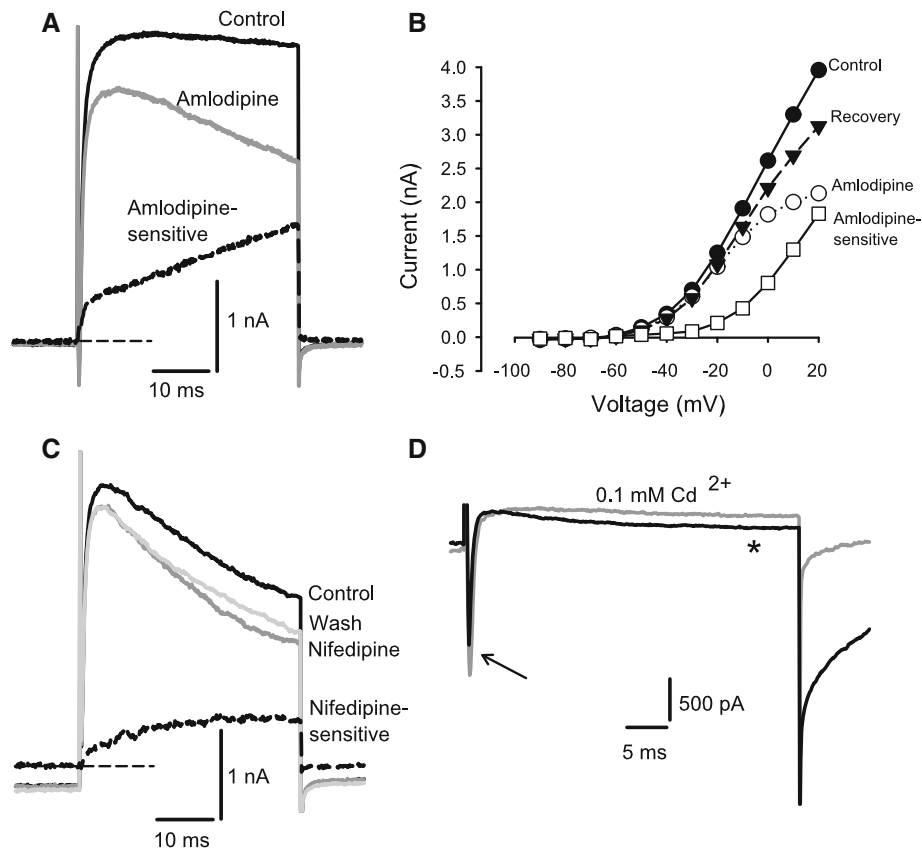 A
Control
Amlodipine
Amlodipine-
sensitive
1 nA
10 ms
B
Current (nA)
4.0
3.5
3.0
2.5
2.0
1.5
1.0
0.5
0.0
-0.5
-100 -80 -60 -40 -20 0 20
Voltage (mV)
Control
Recovery
Amlodipine
Amlodipine-
sensitive
C
Control
Wash
Nifedipine
Nifedipine-
sensitive
1 nA
10 ms
D
0.1 mM Cd 2+
*
500 pA
5 ms